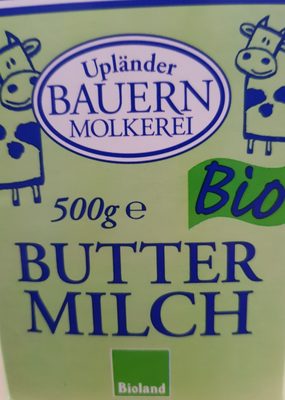 Upländer
BAUERN
MOLKEREI
Bio
500g e
BUTTER
MILCH
Bioland